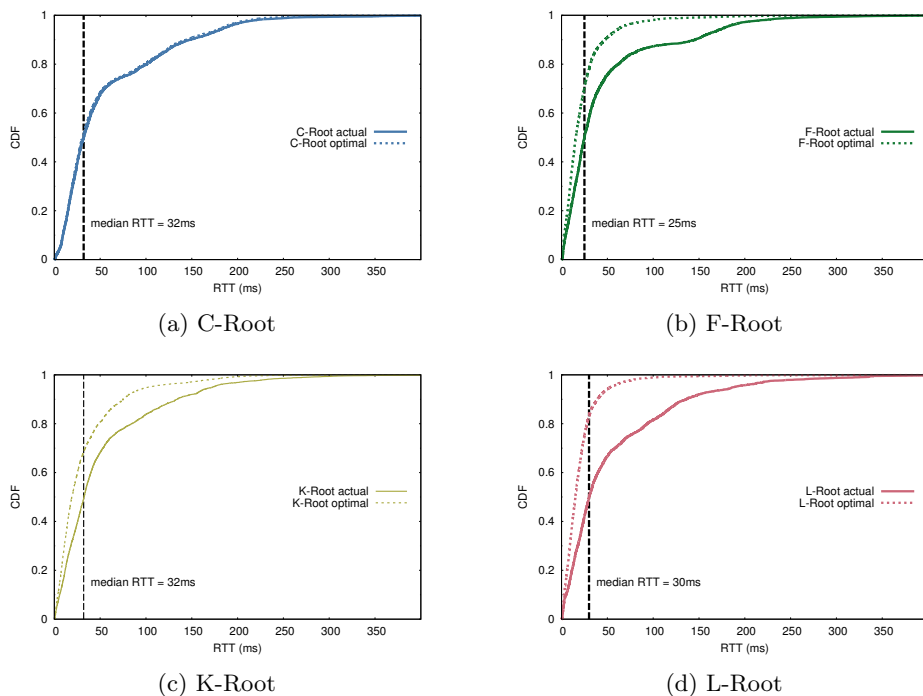 1
0.8
0.6
0.4
0.2
0
CDF
C-Root actual
C-Root optimal
median RTT = 32ms
0 50 100 150 200 250 300 350
RTT (ms)
(a) C-Root
1
0.8
0.6
0.4
0.2
0
CDF
F-Root actual
F-Root optimal
median RTT = 25ms
0 50 100 150 200 250 300 350
RTT (ms)
(b) F-Root
1
0.8
0.6
0.4
0.2
0
CDF
K-Root actual
K-Root optimal
median RTT = 32ms
0 50 100 150 200 250 300 350
RTT (ms)
(c) K-Root
1
0.8
0.6
0.4
0.2
0
CDF
L-Root actual
L-Root optimal
median RTT = 30ms
0 50 100 150 200 250 300 350
RTT (ms)
(d) L-Root